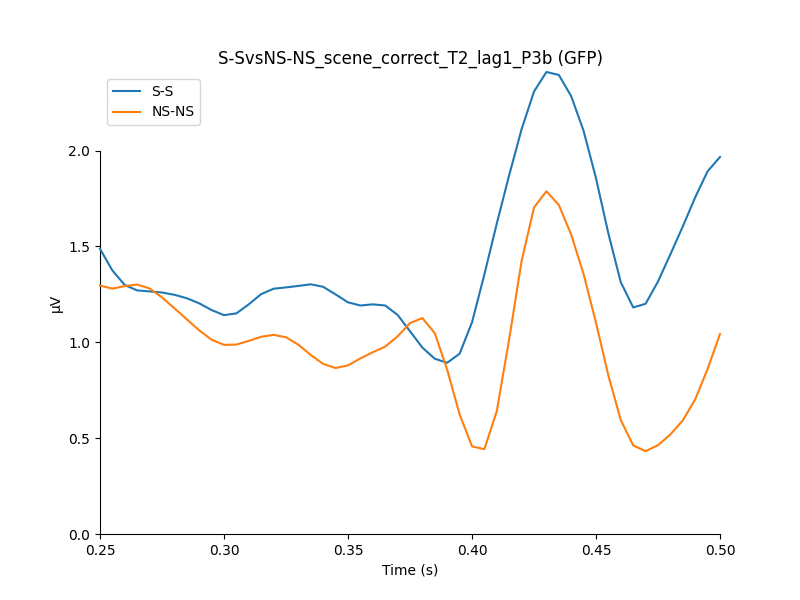 S-SvsNS-NS_scene_correct_T2_lag1_P3b (GFP)
S-S
NS-NS
2.0
1.5
µV
1.0
0.5
0.0
0.25 0.30 0.35 0.40 0.45 0.50
Time (s)